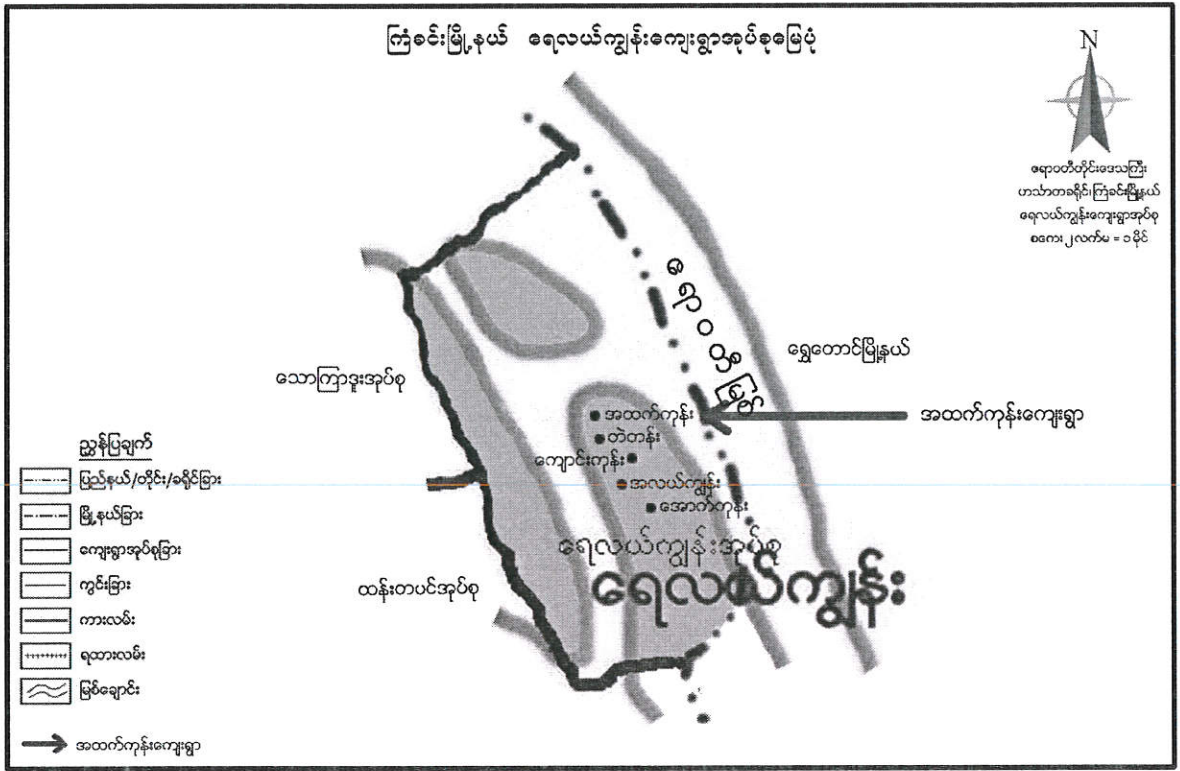 ကြံခင်းမြို့နယ် ရေလယ်ကျွန်းကျေးရွာအုပ်စုမြေပုံ
N
ဧရာဝတီတိုင်းဒေသကြီး
ဟင်္သာတခရိုင်၊ကြံခင်းမြို့နယ်
ရေလယ်ကျွန်းကျေးရွာအုပ်စု
စကေး၂လက်မ = ၁မိုင်
ဧရာဝတီမြစ်
ရွှေတောင်မြို့နယ်
သောကြာဒူးအုပ်စု
အထက်ကုန်း
အထက်ကုန်းကျေးရွာ
တဲတန်း
ကျောင်းကုန်း
အလယ်ကျွန်း
အောက်ကုန်း
ရေလယ်ကျွန်းအုပ်စု
ရေလယ်ကျွန်း
ထန်းတပင်အုပ်စု
ညွှန်ပြချက်
ပြည်နယ်/တိုင်း/ခရိုင်ခြား
မြို့နယ်ခြား
ကျေးရွာအုပ်စုခြား
ကွင်းခြား
ကားလမ်း
ရထားလမ်း
မြစ်ချောင်း
အထက်ကုန်းကျေးရွာ